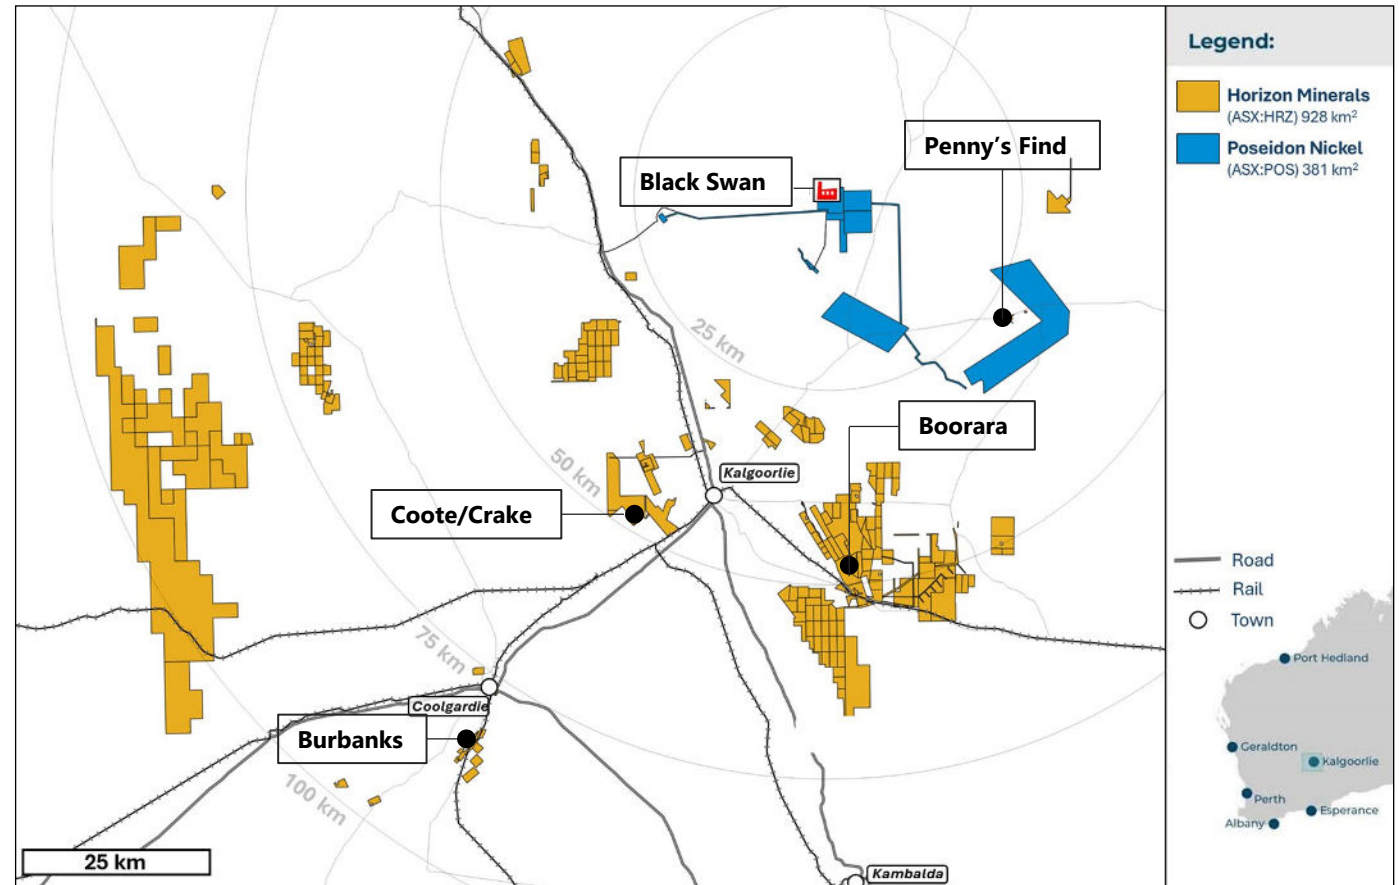 Legend:
Horizon Minerals
(ASX:HRZ) 928 km²
Poseidon Nickel
(ASX:POS) 381 km²
Penny's Find
Black Swan
25 km
Boorara
50 km
Kalgoorlie
Coote/Crake
Road
Rail
Town
75 km
Port Hedland
Coolgardie
Burbanks
Geraldton
Kalgoorlie
100 km
Perth
Esperance
Albany
25 km
Kambalda